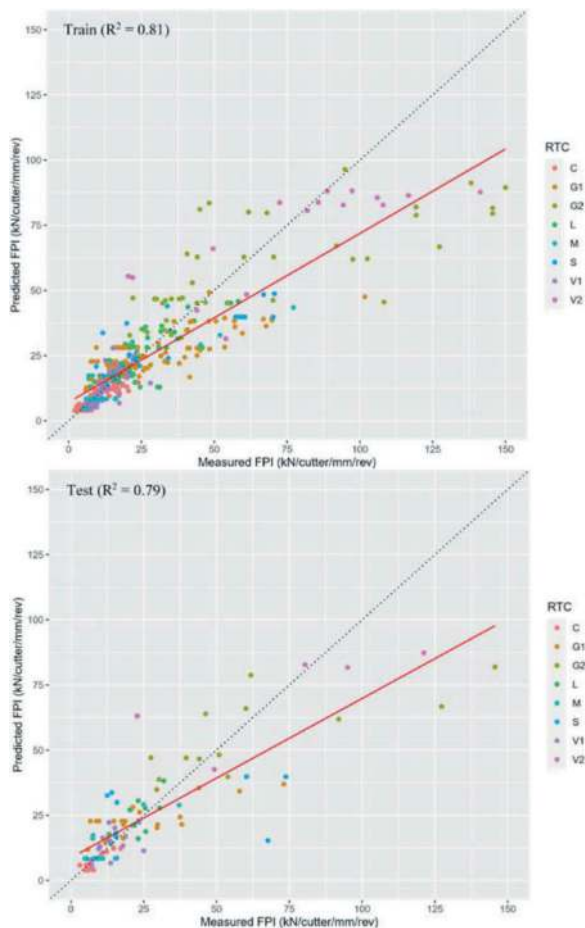 Train (R² = 0.81)
150
125
100
75
50
25
0
Predicted FPI (kN/cutter/mm/rev)
0
25
50
75
100
125
150
Measured FPI (kN/cutter/mm/rev)
RTC
C
G1
G2
L
M
S
V1
V2
Test (R² = 0.79)
150
125
100
75
50
25
0
Predicted FPI (kN/cutter/mm/rev)
0
25
50
75
100
125
150
Measured FPI (kN/cutter/mm/rev)
RTC
C
G1
G2
L
M
S
V1
V2